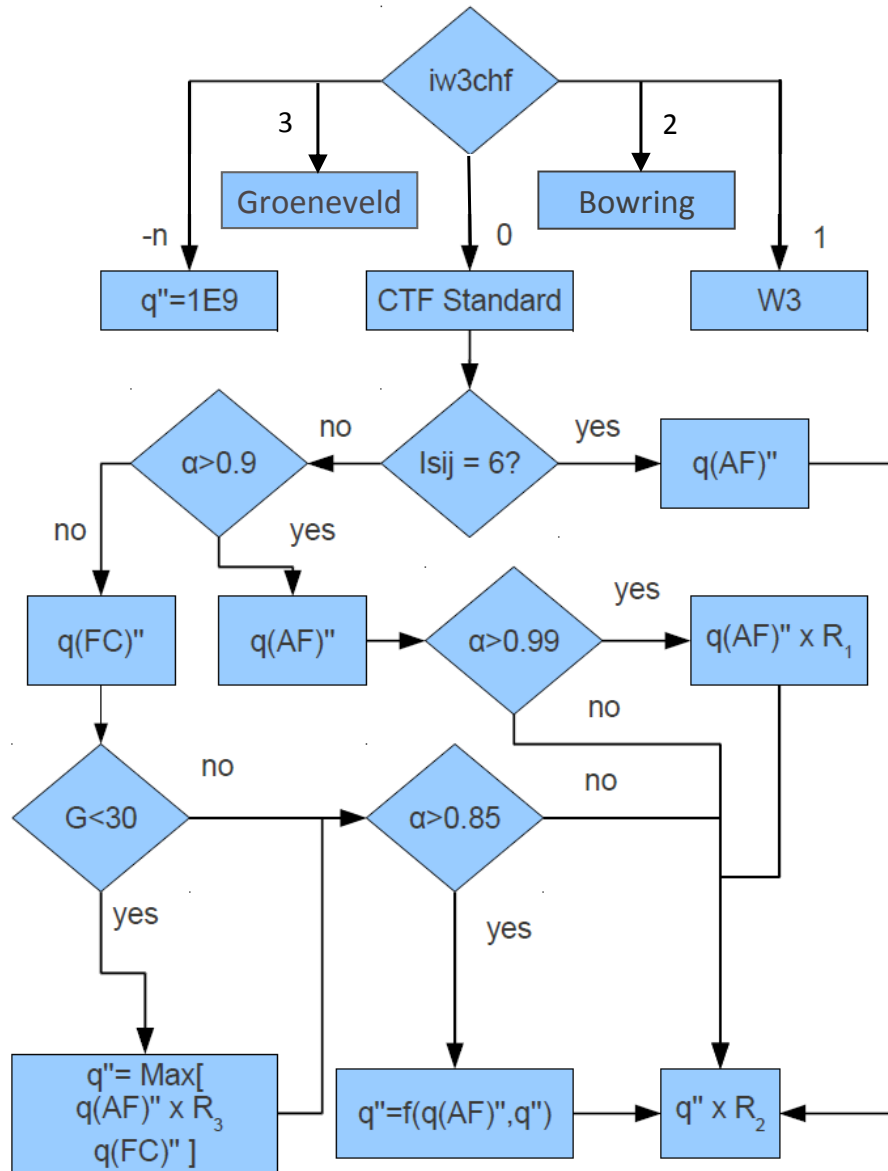 iw3chf
3
2
Groeneveld
Bowring
-n
0
1
q"=1E9
CTF Standard
W3
no
yes
α>0.9
Isij = 6?
q(AF)"
no
yes
yes
q(FC)"
q(AF)"
α>0.99
q(AF)" x R₁
no
no
no
G<30
α>0.85
yes
yes
q"= Max[
q(AF)" x R₃
q(FC)" ]
q"=f(q(AF)",q")
q" x R₂